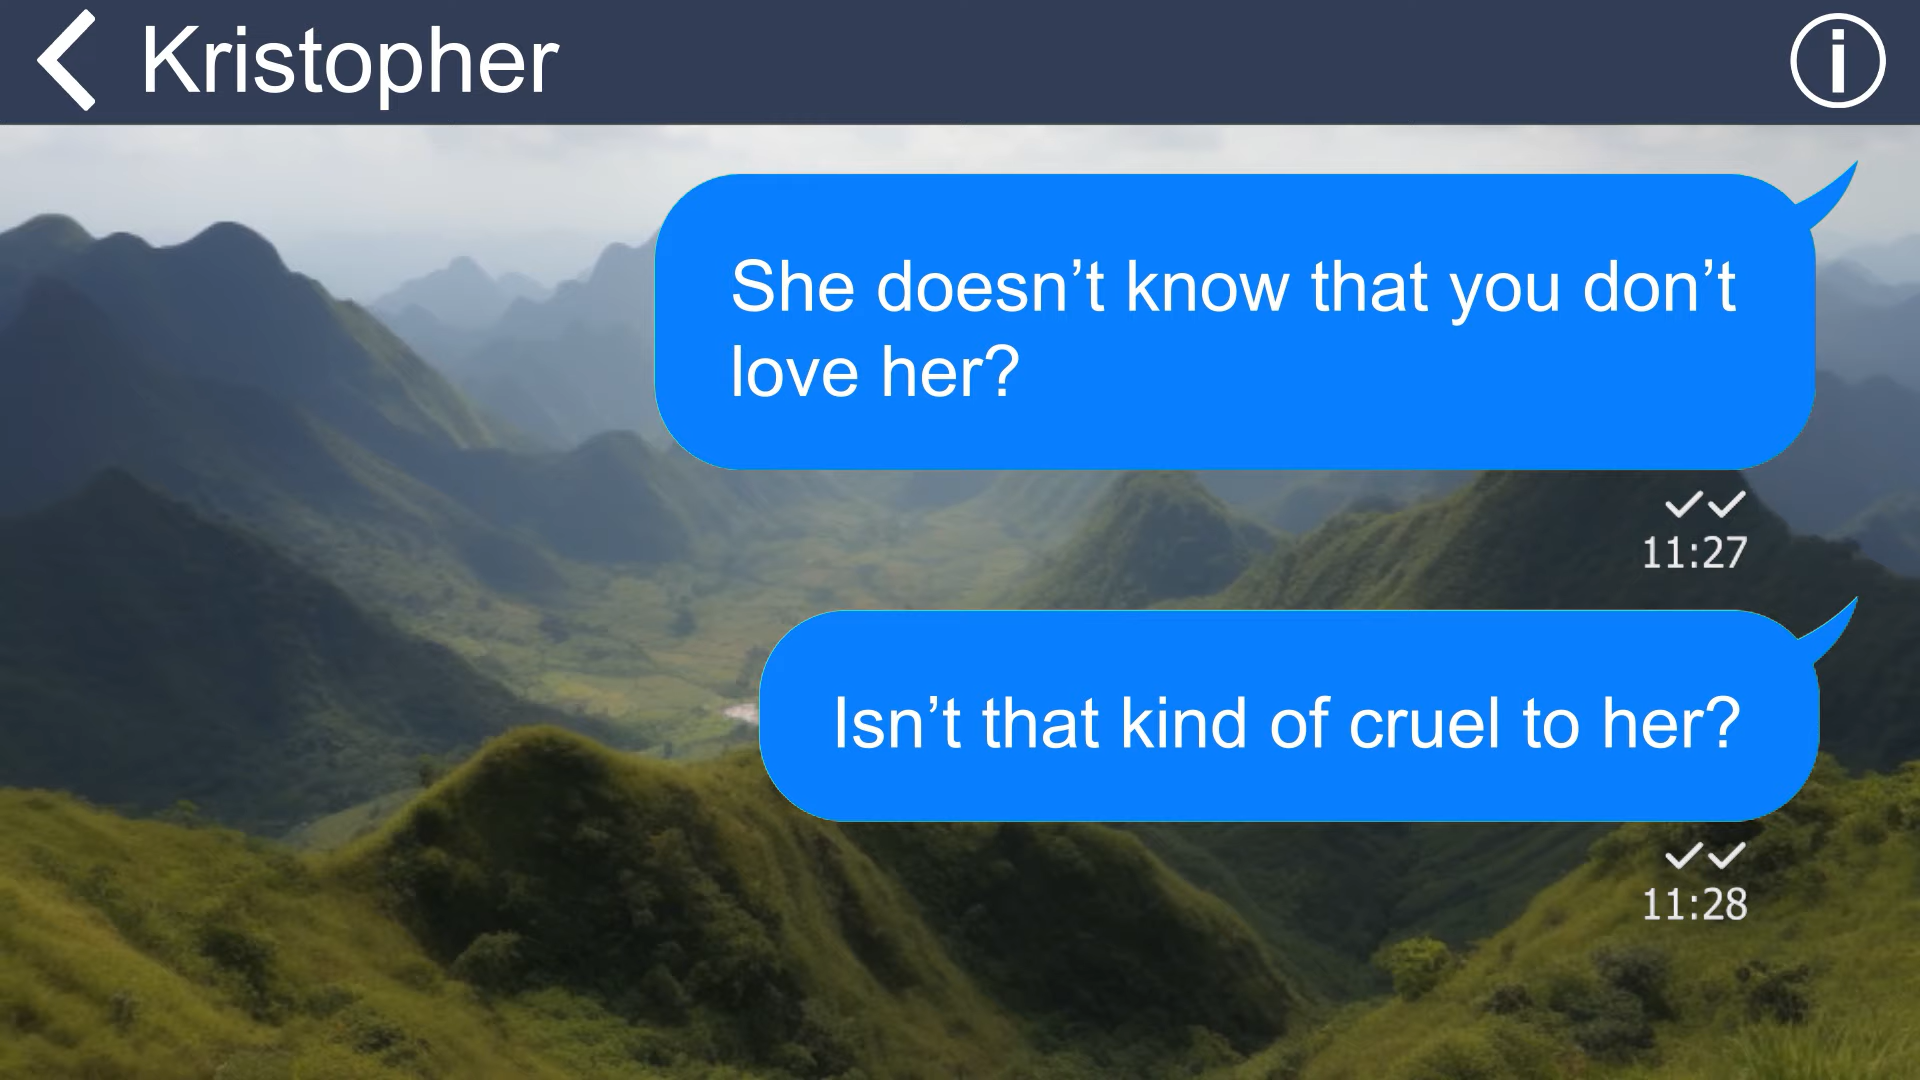 Kristopher
She doesn’t know that you don’t
love her?
11:27
Isn’t that kind of cruel to her?
11:28